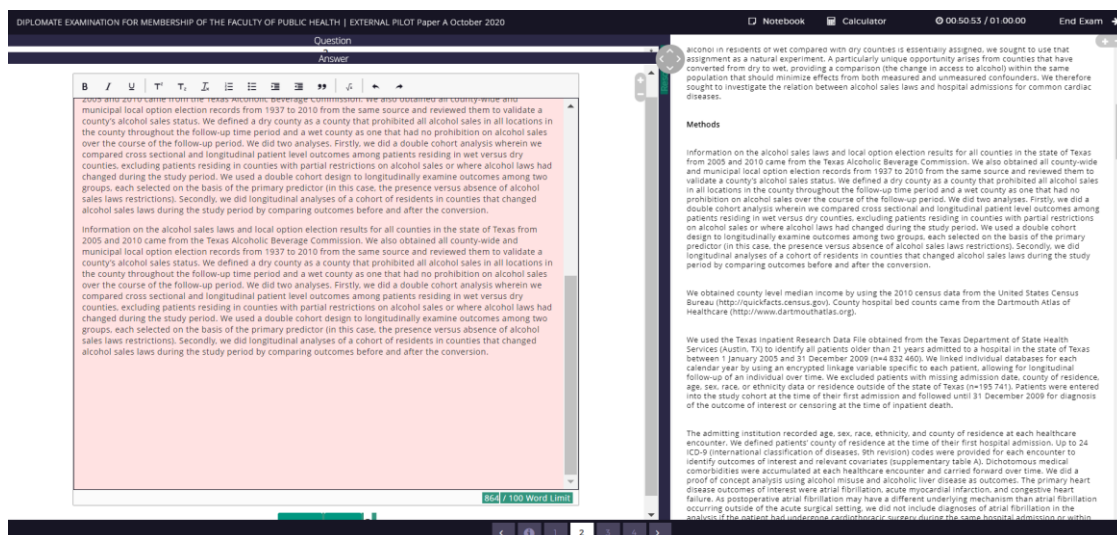 DIPLOMATE EXAMINATION FOR MEMBERSHIP OF THE FACULTY OF PUBLIC HEALTH | EXTERNAL PILOT Paper A October 2020
Notebook
Calculator
00:50:53 / 01:00:00
End Exam
Question
Answer
2005 and 2010 came from the Texas Alcoholic Beverage Commission. We also obtained all county-wide and
municipal local option election records from 1937 to 2010 from the same source and reviewed them to validate a
county's alcohol sales status. We defined a dry county as a county that prohibited all alcohol sales in all locations in
the county throughout the follow-up time period and a wet county as one that had no prohibition on alcohol sales
over the course of the follow-up period. We did two analyses. Firstly, we did a double cohort analysis wherein we
compared cross sectional and longitudinal patient level outcomes among patients residing in wet versus dry
counties, excluding patients residing in counties with partial restrictions on alcohol sales or where alcohol laws had
changed during the study period. We used a double cohort design to longitudinally examine outcomes among two
groups, each selected on the basis of the primary predictor (in this case, the presence versus absence of alcohol
sales laws restrictions). Secondly, we did longitudinal analyses of a cohort of residents in counties that changed
alcohol sales laws during the study period by comparing outcomes before and after the conversion.
Information on the alcohol sales laws and local option election results for all counties in the state of Texas from
2005 and 2010 came from the Texas Alcoholic Beverage Commission. We also obtained all county-wide and
municipal local option election records from 1937 to 2010 from the same source and reviewed them to validate a
county's alcohol sales status. We defined a dry county as a county that prohibited all alcohol sales in all locations in
the county throughout the follow-up time period and a wet county as one that had no prohibition on alcohol sales
over the course of the follow-up period. We did two analyses. Firstly, we did a double cohort analysis wherein we
compared cross sectional and longitudinal patient level outcomes among patients residing in wet versus dry
counties, excluding patients residing in counties with partial restrictions on alcohol sales or where alcohol laws had
changed during the study period. We used a double cohort design to longitudinally examine outcomes among two
groups, each selected on the basis of the primary predictor (in this case, the presence versus absence of alcohol
sales laws restrictions). Secondly, we did longitudinal analyses of a cohort of residents in counties that changed
alcohol sales laws during the study period by comparing outcomes before and after the conversion.
864 / 100 Word Limit
alcohol in residents of wet compared with dry counties is essentially assigned, we sought to use that
assignment as a natural experiment. A particularly unique opportunity arises from counties that have
converted from dry to wet, providing a comparison (the change in access to alcohol) within the same
population that should minimize effects from both measured and unmeasured confounders. We therefore
sought to investigate the relation between alcohol sales laws and hospital admissions for common cardiac
diseases.
Methods
Information on the alcohol sales laws and local option election results for all counties in the state of Texas
from 2005 and 2010 came from the Texas Alcoholic Beverage Commission. We also obtained all county-wide
and municipal local option election records from 1937 to 2010 from the same source and reviewed them to
validate a county's alcohol sales status. We defined a dry county as a county that prohibited all alcohol sales
in all locations in the county throughout the follow-up time period and a wet county as one that had no
prohibition on alcohol sales over the course of the follow-up period. We did two analyses. Firstly, we did a
double cohort analysis wherein we compared cross sectional and longitudinal patient level outcomes among
patients residing in wet versus dry counties, excluding patients residing in counties with partial restrictions
on alcohol sales or where alcohol laws had changed during the study period. We used a double cohort
design to longitudinally examine outcomes among two groups, each selected on the basis of the primary
predictor (in this case, the presence versus absence of alcohol sales laws restrictions). Secondly, we did
longitudinal analyses of a cohort of residents in counties that changed alcohol sales laws during the study
period by comparing outcomes before and after the conversion.
We obtained county level median income by using the 2010 census data from the United States Census
Bureau (http://quickfacts.census.gov). County hospital bed counts came from the Dartmouth Atlas of
Healthcare (http://www.dartmouthatlas.org).
We used the Texas Inpatient Research Data File obtained from the Texas Department of State Health
Services (Austin, TX) to identify all patients older than 21 years admitted to a hospital in the state of Texas
between 1 January 2005 and 31 December 2009 (n=4 832 460). We linked individual databases for each
calendar year by using an encrypted linkage variable specific to each patient, allowing for longitudinal
follow-up of an individual over time. We excluded patients with missing admission date, county of residence,
age, sex, race, or ethnicity data or residence outside of the state of Texas (n=195 741). Patients were entered
into the study cohort at the time of their first admission and followed until 31 December 2009 for diagnosis
of the outcome of interest or censoring at the time of inpatient death.
The admitting institution recorded age, sex, race, ethnicity, and county of residence at each healthcare
encounter. We defined patients' county of residence at the time of their first hospital admission. Up to 24
ICD-9 (international classification of diseases, 9th revision) codes were provided for each encounter to
identify outcomes of interest and relevant covariates (supplementary table A). Dichotomous medical
comorbidities were accumulated at each healthcare encounter and carried forward over time. We did a
proof of concept analysis using alcohol misuse and alcoholic liver disease as outcomes. The primary heart
disease outcomes of interest were atrial fibrillation, acute myocardial infarction, and congestive heart
failure. As postoperative atrial fibrillation may have a different underlying mechanism than atrial fibrillation
occurring outside of the acute surgical setting, we did not include diagnoses of atrial fibrillation in the
analysis if the patient had undergone cardiothoracic surgery during the same hospital admission or within
1
2
3
4